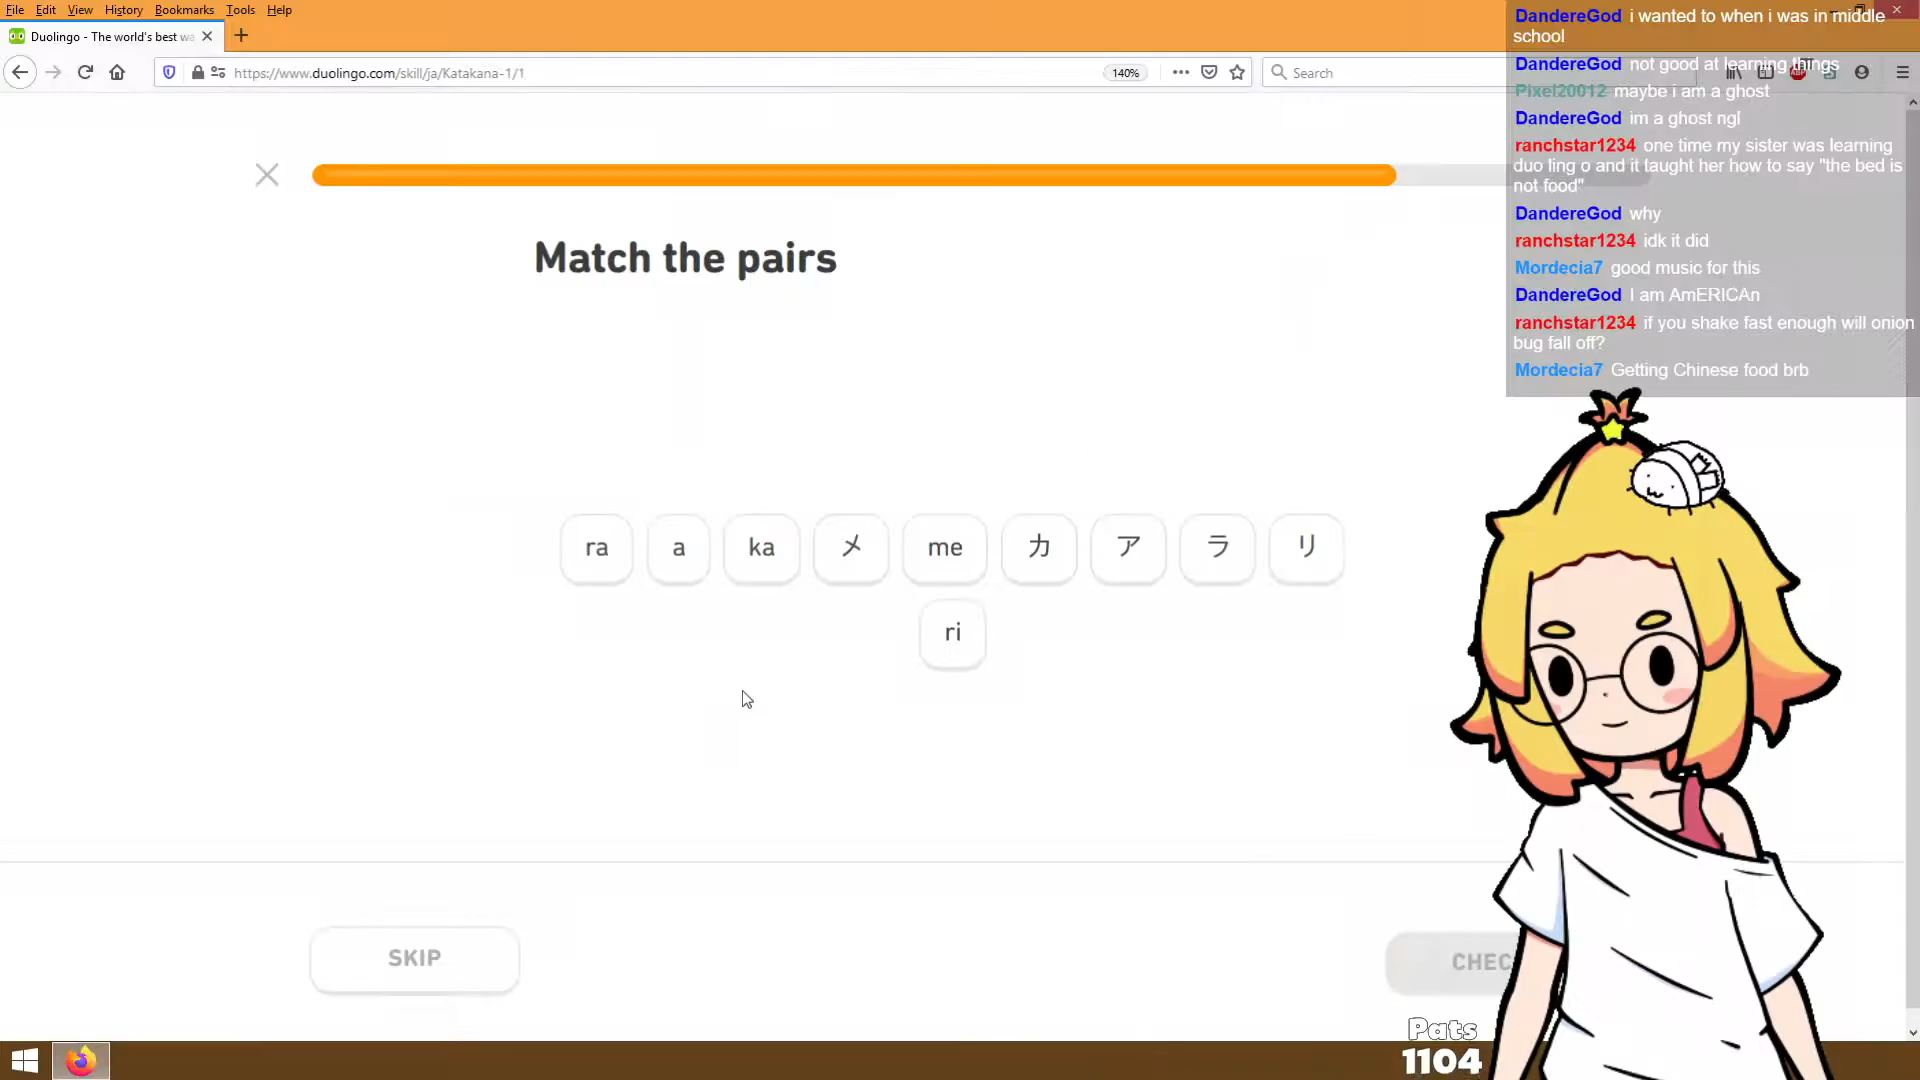 File Edit View History Bookmarks Tools Help
Duolingo - The world's best wa
https://www.duolingo.com/skill/ja/Katakana-1/1
140%
Search
DandereGod i wanted to when i was in middle
school
DandereGod not good at learning things
Pixel20012 maybe i am a ghost
DandereGod im a ghost ngl
ranchstar1234 one time my sister was learning
duo ling o and it taught her how to say "the bed is
not food"
DandereGod why
ranchstar1234 idk it did
Mordecia7 good music for this
DandereGod I am AmERICAn
ranchstar1234 if you shake fast enough will onion
bug fall off?
Mordecia7 Getting Chinese food brb
Match the pairs
ra a ka メ me カ ア ラ リ
ri
SKIP
CHEC
Pats
1104